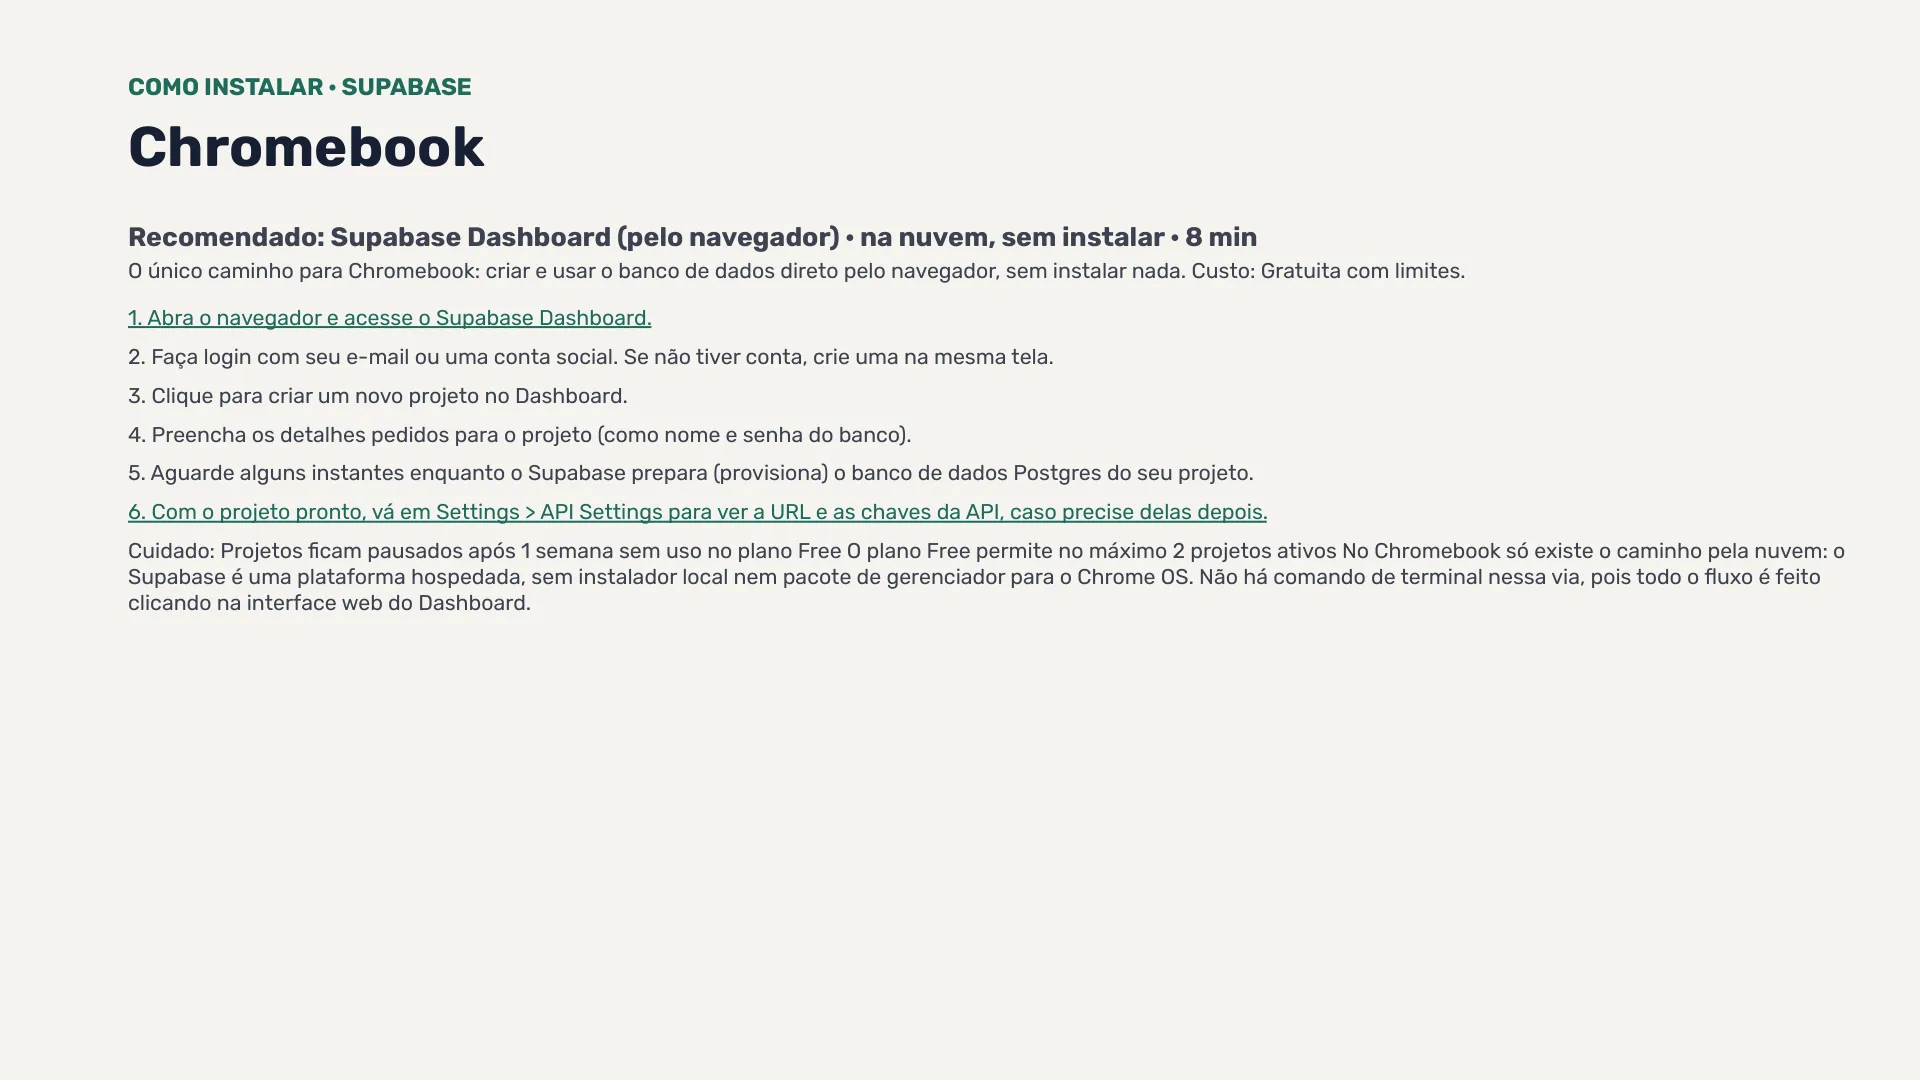 COMO INSTALAR • SUPABASE
Chromebook
Recomendado: Supabase Dashboard (pelo navegador) • na nuvem, sem instalar • 8 min
O único caminho para Chromebook: criar e usar o banco de dados direto pelo navegador, sem instalar nada. Custo: Gratuita com limites.
1. Abra o navegador e acesse o Supabase Dashboard.
2. Faça login com seu e-mail ou uma conta social. Se não tiver conta, crie uma na mesma tela.
3. Clique para criar um novo projeto no Dashboard.
4. Preencha os detalhes pedidos para o projeto (como nome e senha do banco).
5. Aguarde alguns instantes enquanto o Supabase prepara (provisiona) o banco de dados Postgres do seu projeto.
6. Com o projeto pronto, vá em Settings > API Settings para ver a URL e as chaves da API, caso precise delas depois.
Cuidado: Projetos ficam pausados após 1 semana sem uso no plano Free O plano Free permite no máximo 2 projetos ativos No Chromebook só existe o caminho pela nuvem: o
Supabase é uma plataforma hospedada, sem instalador local nem pacote de gerenciador para o Chrome OS. Não há comando de terminal nessa via, pois todo o fluxo é feito
clicando na interface web do Dashboard.